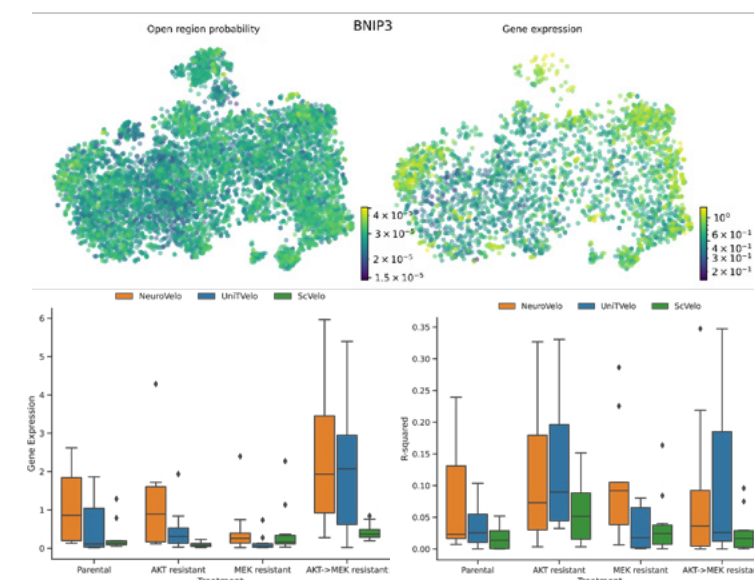 BNIP3
Open region probability
Gene expression
4 × 10⁻⁵
3 × 10⁻⁵
2 × 10⁻⁵
1.5 × 10⁻⁵
10⁰
6 × 10⁻¹
4 × 10⁻¹
3 × 10⁻¹
2 × 10⁻¹
NeuroVelo UniTVelo ScVelo
Gene Expression
6
5
4
3
2
1
0
Parental AKT resistant MEK resistant AKT->MEK resistant
NeuroVelo UniTVelo ScVelo
R-squared
0.35
0.30
0.25
0.20
0.15
0.10
0.05
0.00
Parental AKT resistant MEK resistant AKT->MEK resistant